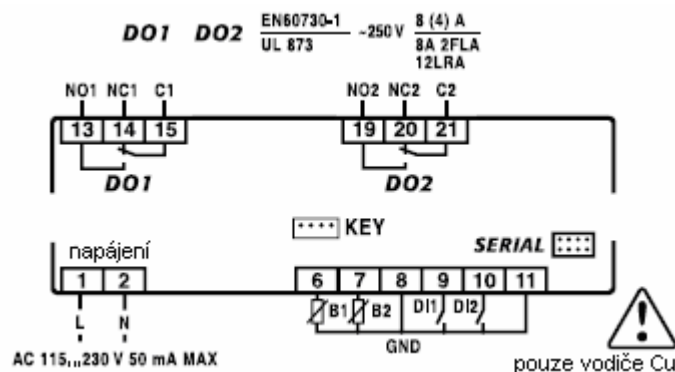 DO1 DO2 EN60730-1 ~250 V 8 (4) A
UL 873 8A 2FLA
12LRA
NO1 NC1 C1 NO2 NC2 C2
13 14 15 19 20 21
DO1 DO2
KEY
napájení SERIAL
1 2 6 7 8 9 10 11
B1 B2 DI1 DI2
L N GND
AC 115...230 V 50 mA MAX pouze vodiče Cu